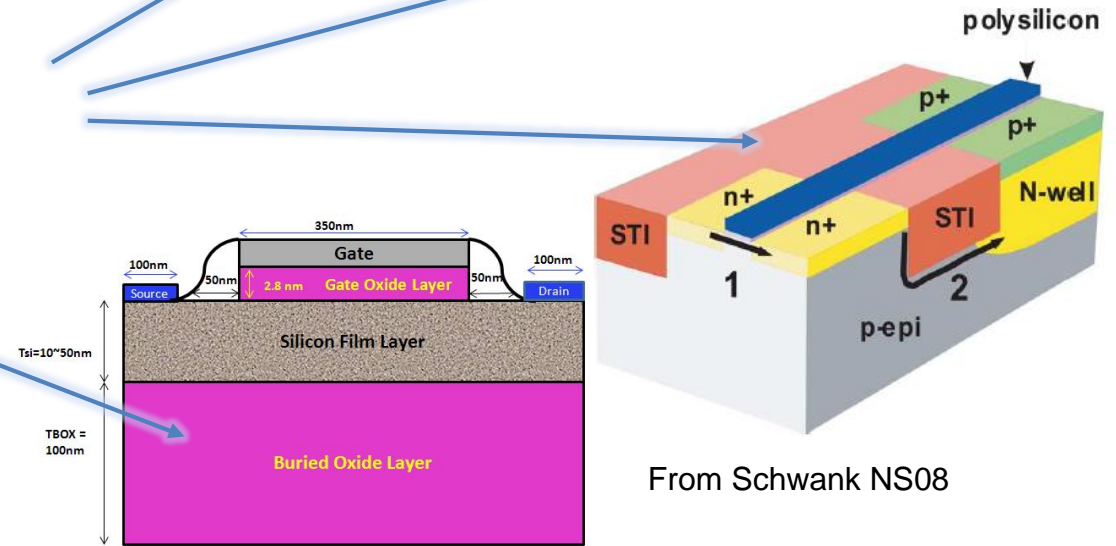 polysilicon
p+
p+
N-well
n+
n+
STI
STI
1
2
p-epi
350nm
Gate
100nm
50nm
2.8 nm
Gate Oxide Layer
50nm
100nm
Source
Drain
Silicon Film Layer
Tsi=10~50nm
TBOX =
100nm
Buried Oxide Layer
From Schwank NS08